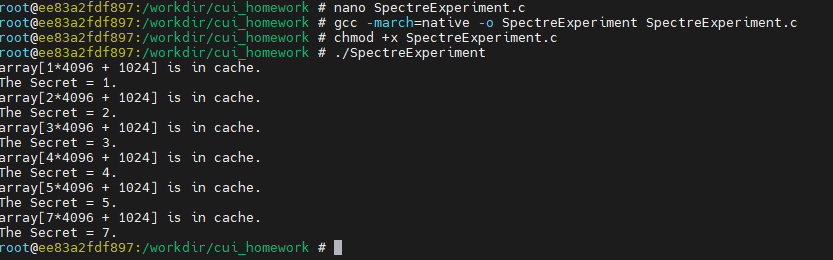 root@ee83a2fdf897:/workdir/cui_homework # nano SpectreExperiment.c
root@ee83a2fdf897:/workdir/cui_homework # gcc -march=native -o SpectreExperiment SpectreExperiment.c
root@ee83a2fdf897:/workdir/cui_homework # chmod +x SpectreExperiment.c
root@ee83a2fdf897:/workdir/cui_homework # ./SpectreExperiment
array[1*4096 + 1024] is in cache.
The Secret = 1.
array[2*4096 + 1024] is in cache.
The Secret = 2.
array[3*4096 + 1024] is in cache.
The Secret = 3.
array[4*4096 + 1024] is in cache.
The Secret = 4.
array[5*4096 + 1024] is in cache.
The Secret = 5.
array[7*4096 + 1024] is in cache.
The Secret = 7.
root@ee83a2fdf897:/workdir/cui_homework #